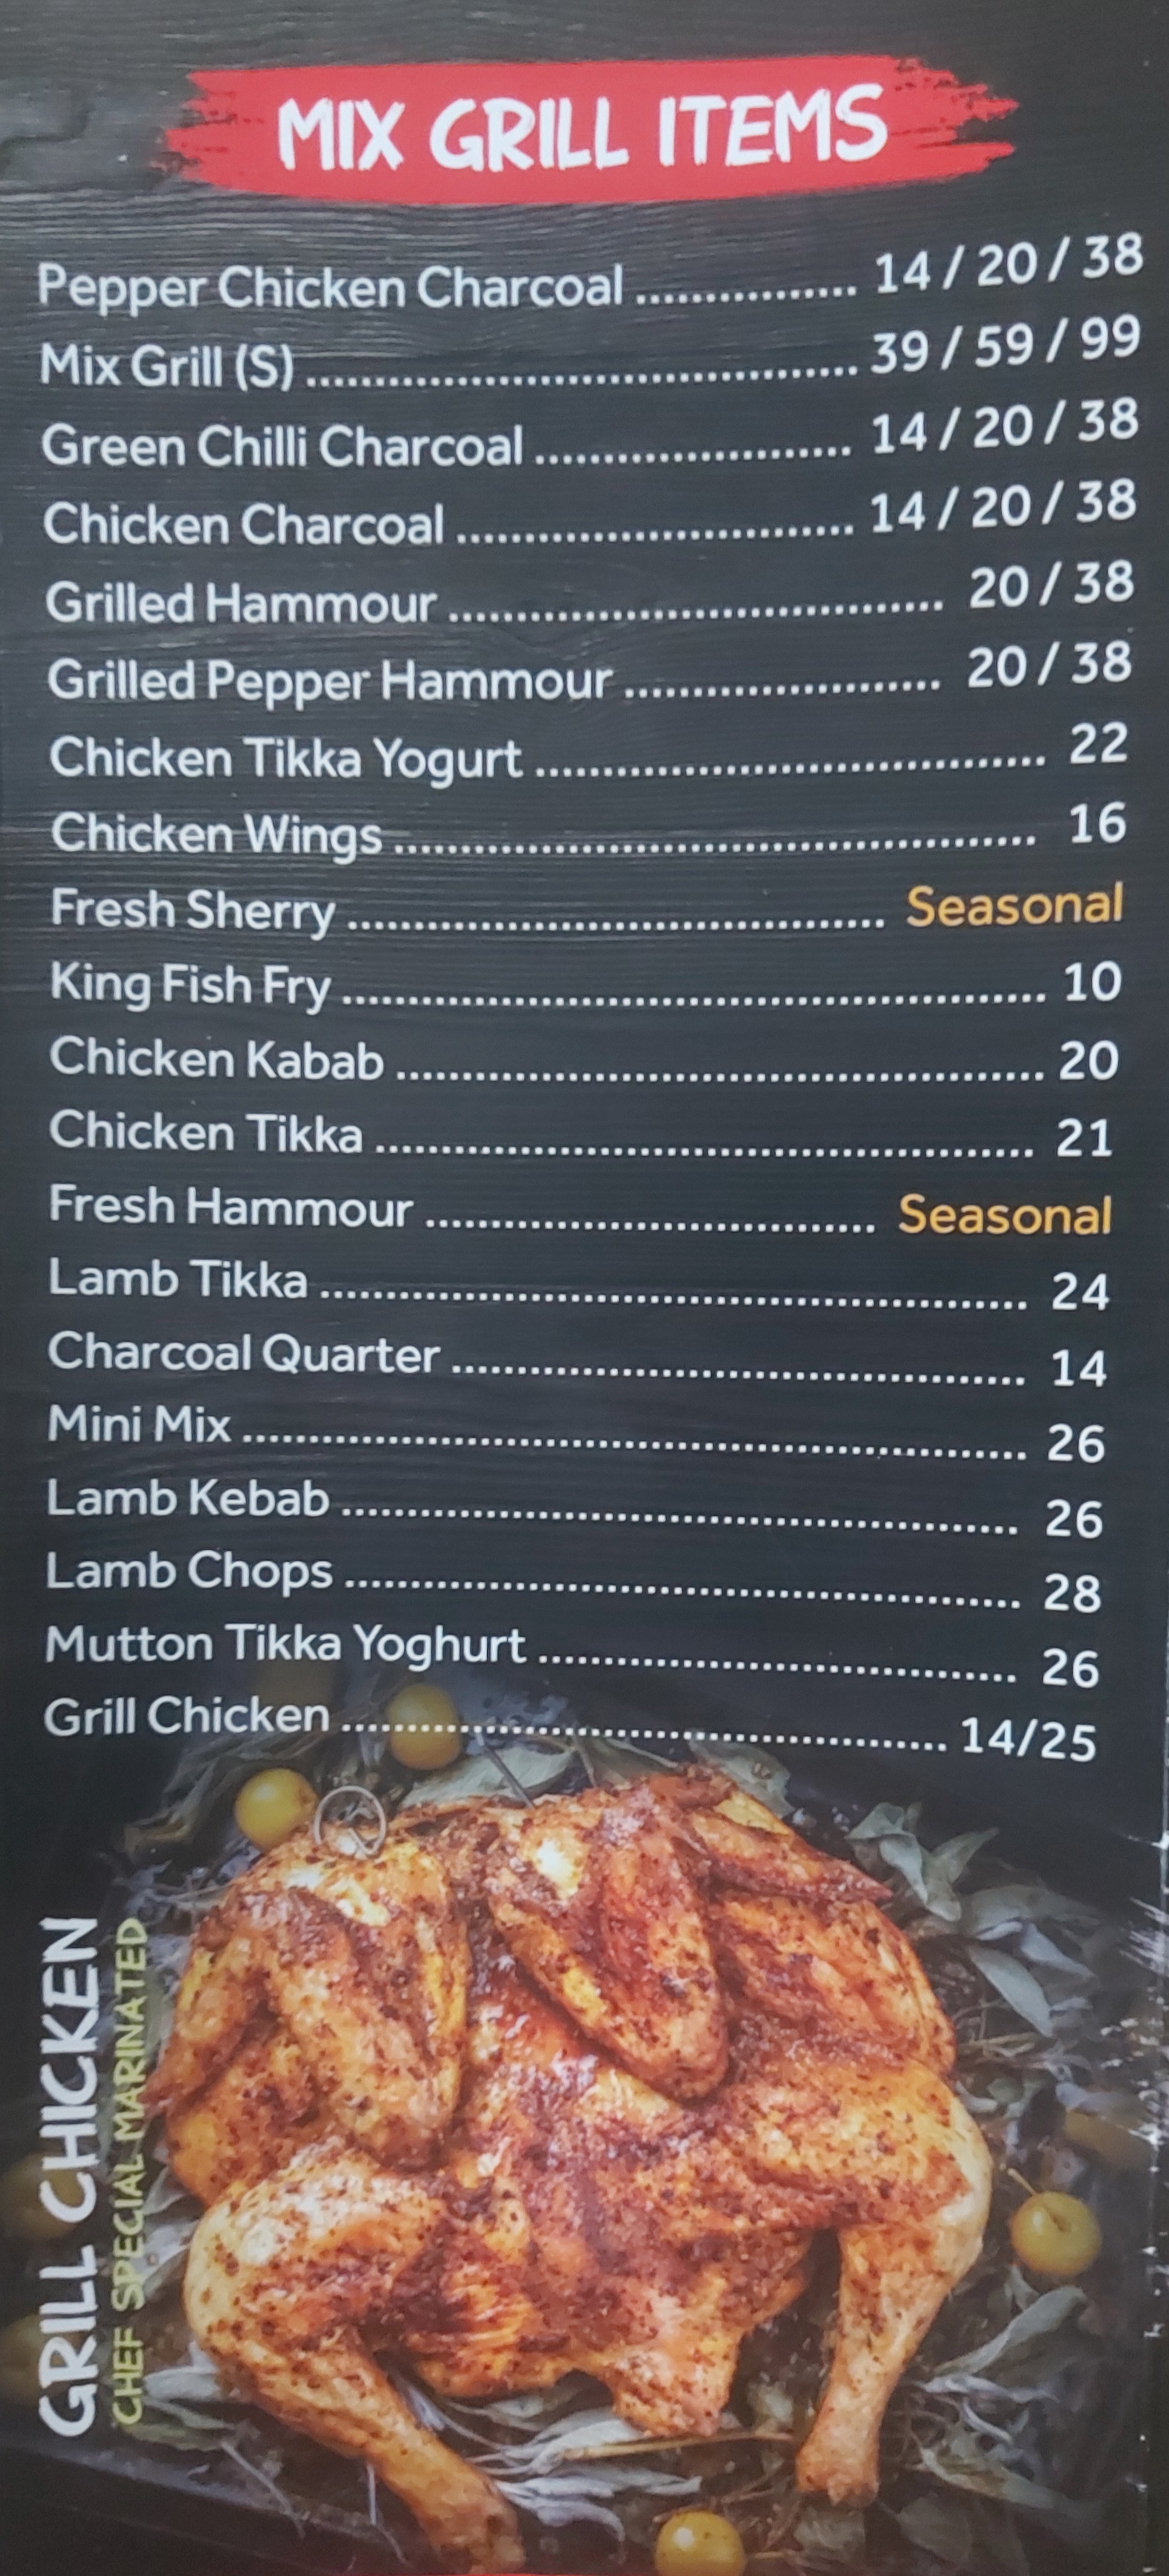 MIX GRILL ITEMS
Pepper Chicken Charcoal ................ 14 / 20 / 38
Mix Grill (S) ......................................... 39 / 59 / 99
Green Chilli Charcoal ........................ 14 / 20 / 38
Chicken Charcoal .............................. 14 / 20 / 38
Grilled Hammour ..................................... 20 / 38
Grilled Pepper Hammour ........................ 20 / 38
Chicken Tikka Yogurt ...................................... 22
Chicken Wings ................................................ 16
Fresh Sherry ........................................ Seasonal
King Fish Fry .................................................... 10
Chicken Kabab ................................................ 20
Chicken Tikka ................................................. 21
Fresh Hammour .................................. Seasonal
Lamb Tikka ..................................................... 24
Charcoal Quarter ........................................... 14
Mini Mix .......................................................... 26
Lamb Kebab ................................................... 26
Lamb Chops ................................................... 28
Mutton Tikka Yoghurt .................................... 26
Grill Chicken ............................................. 14/25
GRILL CHICKEN
CHEF SPECIAL MARINATED